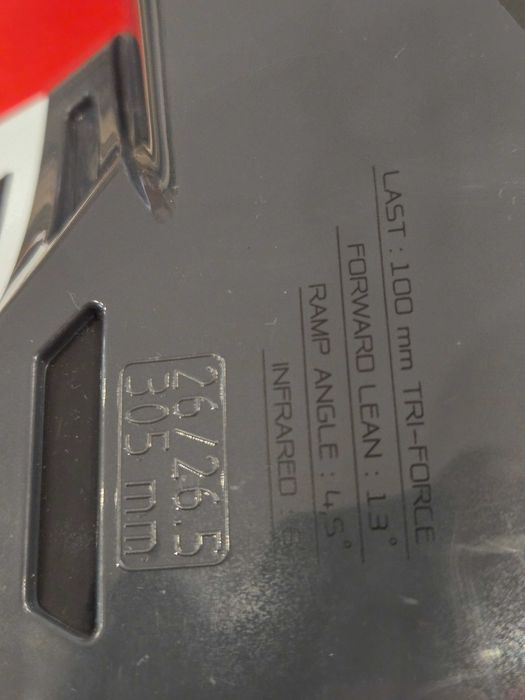 LAST : 100 mm TRI-FORCE
FORWARD LEAN : 13°
RAMP ANGLE : 4,5°
INFRARED :
26/26.5
305 mm